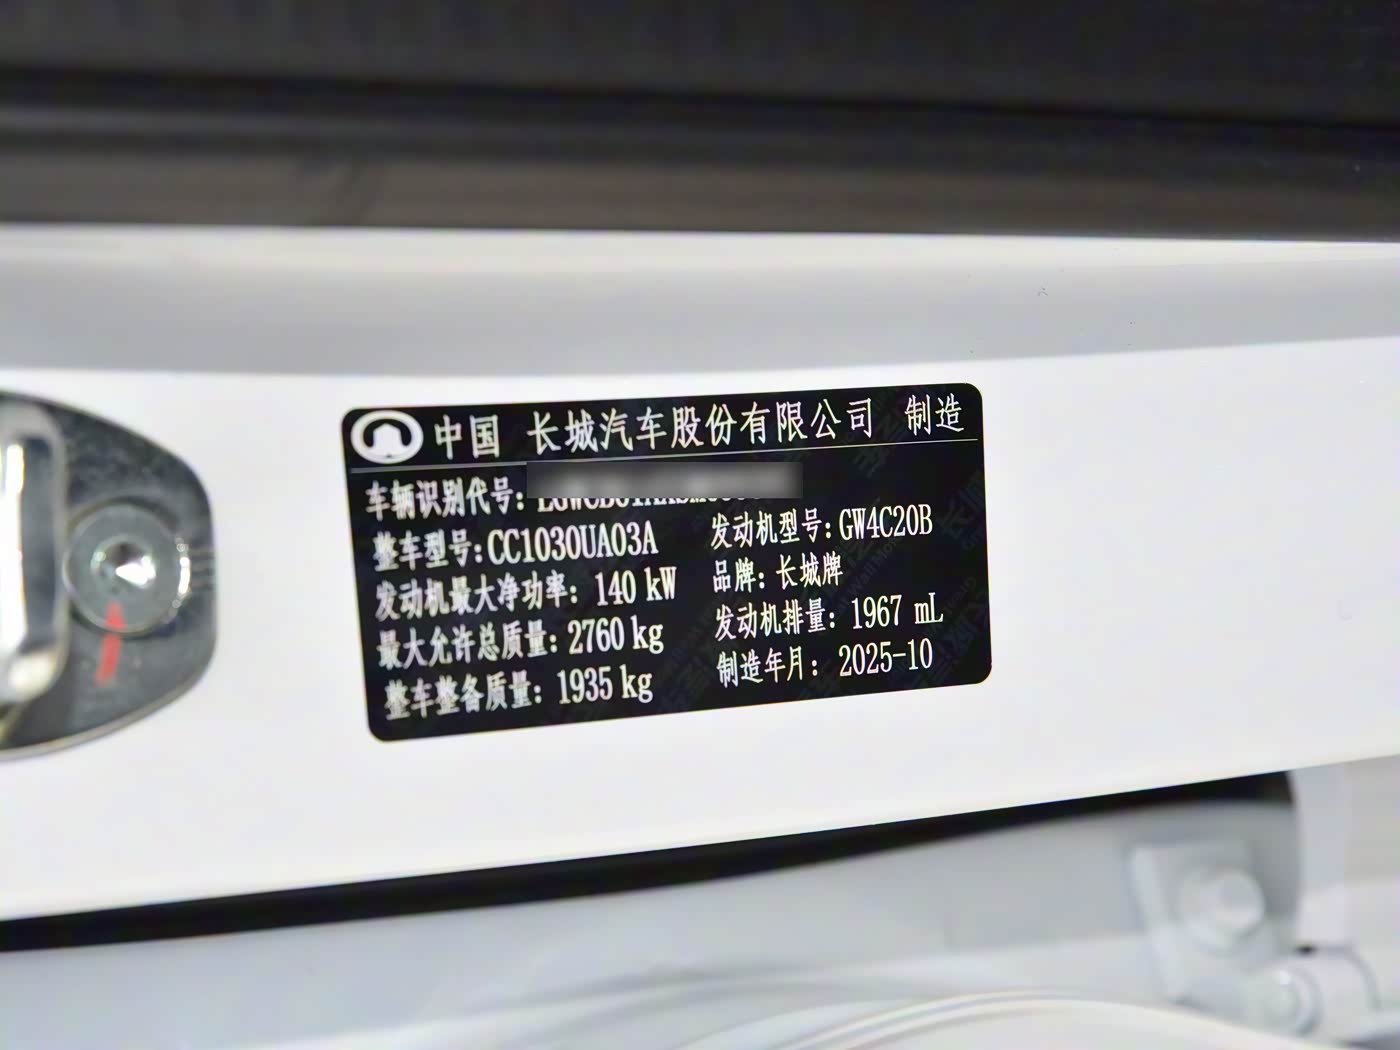 中国 长城汽车股份有限公司 制造
车辆识别代号:
整车型号:CC1030UA03A 发动机型号:GW4C20B
发动机最大净功率: 140 kW 品牌: 长城牌
最大允许总质量: 2760 kg 发动机排量: 1967 mL
整车整备质量: 1935 kg 制造年月: 2025-10